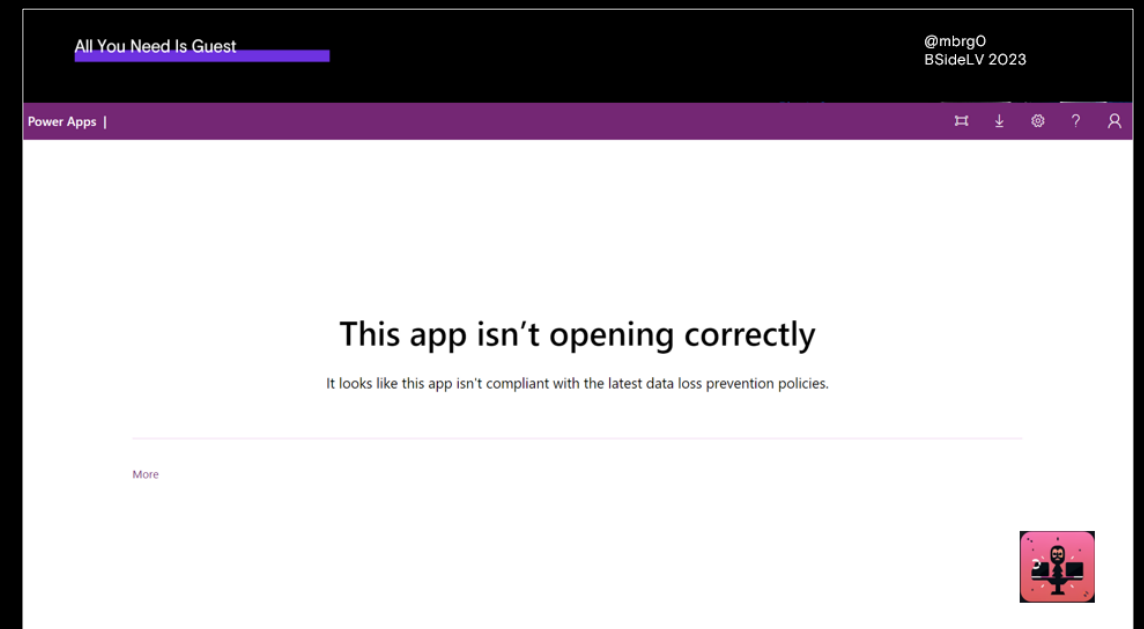 All You Need Is Guest
@mbrg0
BSideLV 2023
Power Apps |
?
This app isn't opening correctly
It looks like this app isn't compliant with the latest data loss prevention policies.
More